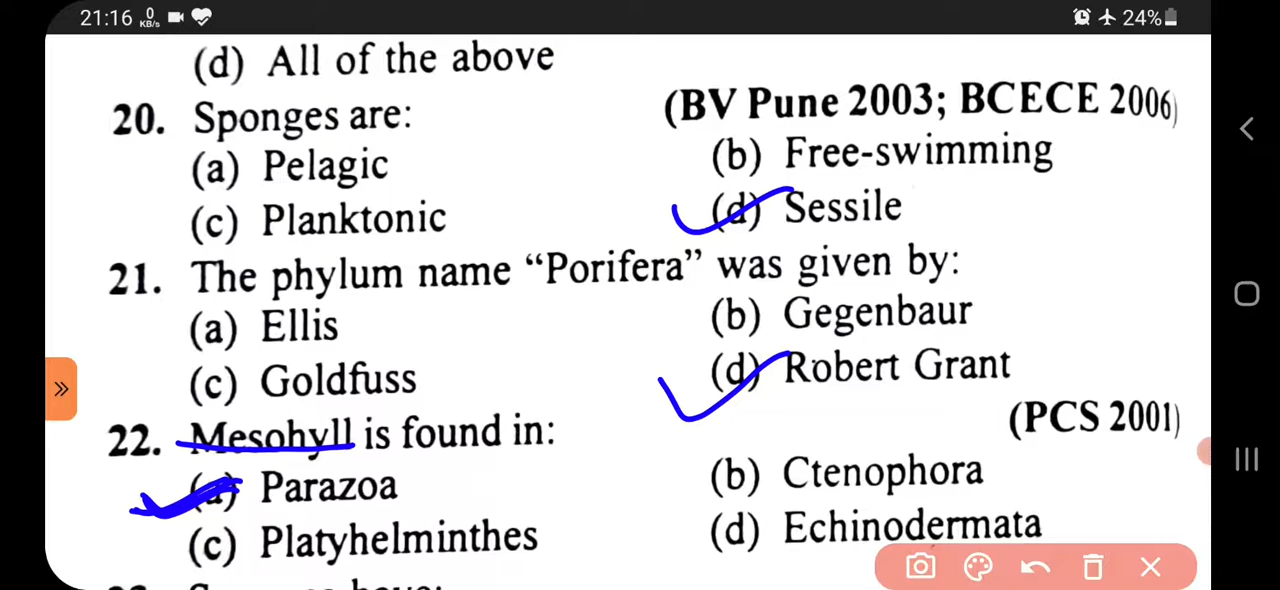 21:16 0 KB/s 24%
(d) All of the above
20. Sponges are: (BV Pune 2003; BCECE 2006)
(a) Pelagic (b) Free-swimming
(c) Planktonic (d) Sessile
21. The phylum name “Porifera” was given by:
(a) Ellis (b) Gegenbaur
(c) Goldfuss (d) Robert Grant
22. Mesohyll is found in: (PCS 2001)
(a) Parazoa (b) Ctenophora
(c) Platyhelminthes (d) Echinodermata